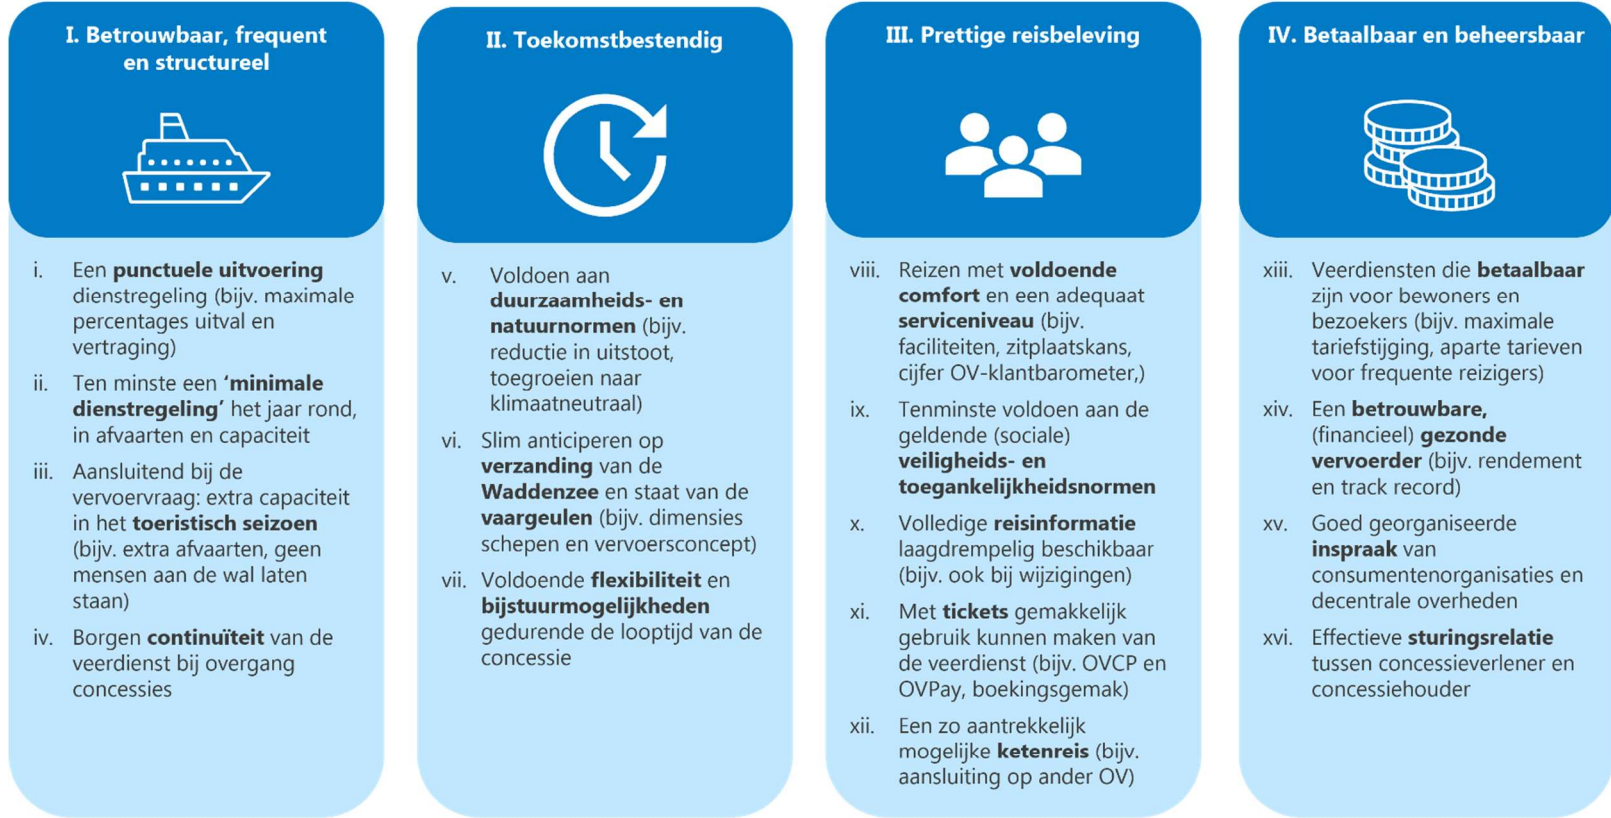 I. Betrouwbaar, frequent
en structureel
i. Een punctuele uitvoering
dienstregeling (bijv. maximale
percentages uitval en
vertraging)
ii. Ten minste een ‘minimale
dienstregeling’ het jaar rond,
in afvaarten en capaciteit
iii. Aansluitend bij de
vervoervraag: extra capaciteit
in het toeristisch seizoen
(bijv. extra afvaarten, geen
mensen aan de wal laten
staan)
iv. Borgen continuïteit van de
veerdienst bij overgang
concessies
II. Toekomstbestendig
v. Voldoen aan
duurzaamheids- en
natuurnormen (bijv.
reductie in uitstoot,
toegroeien naar
klimaatneutraal)
vi. Slim anticiperen op
verzanding van de
Waddenzee en staat van de
vaargeulen (bijv. dimensies
schepen en vervoersconcept)
vii. Voldoende flexibiliteit en
bijstuurmogelijkheden
gedurende de looptijd van de
concessie
III. Prettige reisbeleving
viii. Reizen met voldoende
comfort en een adequaat
serviceniveau (bijv.
faciliteiten, zitplaatskans,
cijfer OV-klantbarometer,)
ix. Tenminste voldoen aan de
geldende (sociale)
veiligheids- en
toegankelijkheidsnormen
x. Volledige reisinformatie
laagdrempelig beschikbaar
(bijv. ook bij wijzigingen)
xi. Met tickets gemakkelijk
gebruik kunnen maken van
de veerdienst (bijv. OVCP en
OVPay, boekingsgemak)
xii. Een zo aantrekkelijk
mogelijke ketenreis (bijv.
aansluiting op ander OV)
IV. Betaalbaar en beheersbaar
xiii. Veerdiensten die betaalbaar
zijn voor bewoners en
bezoekers (bijv. maximale
tariefstijging, aparte tarieven
voor frequente reizigers)
xiv. Een betrouwbare,
(financieel) gezonde
vervoerder (bijv. rendement
en track record)
xv. Goed georganiseerde
inspraak van
consumentenorganisaties en
decentrale overheden
xvi. Effectieve sturingsrelatie
tussen concessieverlener en
concessiehouder